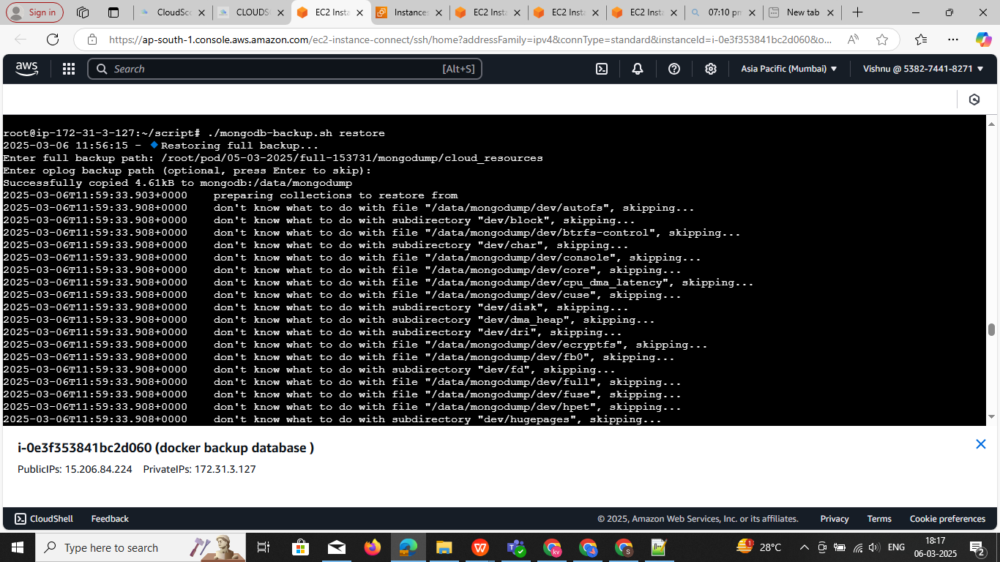 Sign in
CloudSc
CLOUDS
EC2 Insta
Instances
EC2 Insta
EC2 Insta
EC2 Insta
07:10 pm
New tab
https://ap-south-1.console.aws.amazon.com/ec2-instance-connect/ssh/home?addressFamily=ipv4&connType=standard&instanceId=i-0e3f353841bc2d060&o...
aws
Search
[Alt+S]
Asia Pacific (Mumbai)
Vishnu @ 5382-7441-8271
root@ip-172-31-3-127:~/script# ./mongodb-backup.sh restore
2025-03-06 11:56:15 - 🔹Restoring full backup...
Enter full backup path: /root/pod/05-03-2025/full-153731/mongodump/cloud_resources
Enter oplog backup path (optional, press Enter to skip):
Successfully copied 4.61kB to mongodb:/data/mongodump
2025-03-06T11:59:33.903+0000    preparing collections to restore from
2025-03-06T11:59:33.908+0000    don't know what to do with file "/data/mongodump/dev/autofs", skipping...
2025-03-06T11:59:33.908+0000    don't know what to do with subdirectory "dev/block", skipping...
2025-03-06T11:59:33.908+0000    don't know what to do with file "/data/mongodump/dev/btrfs-control", skipping...
2025-03-06T11:59:33.908+0000    don't know what to do with subdirectory "dev/char", skipping...
2025-03-06T11:59:33.908+0000    don't know what to do with file "/data/mongodump/dev/console", skipping...
2025-03-06T11:59:33.908+0000    don't know what to do with file "/data/mongodump/dev/core", skipping...
2025-03-06T11:59:33.908+0000    don't know what to do with file "/data/mongodump/dev/cpu_dma_latency", skipping...
2025-03-06T11:59:33.908+0000    don't know what to do with file "/data/mongodump/dev/cuse", skipping...
2025-03-06T11:59:33.908+0000    don't know what to do with subdirectory "dev/disk", skipping...
2025-03-06T11:59:33.908+0000    don't know what to do with subdirectory "dev/dma_heap", skipping...
2025-03-06T11:59:33.908+0000    don't know what to do with subdirectory "dev/dri", skipping...
2025-03-06T11:59:33.908+0000    don't know what to do with file "/data/mongodump/dev/ecryptfs", skipping...
2025-03-06T11:59:33.908+0000    don't know what to do with file "/data/mongodump/dev/fb0", skipping...
2025-03-06T11:59:33.908+0000    don't know what to do with subdirectory "dev/fd", skipping...
2025-03-06T11:59:33.908+0000    don't know what to do with file "/data/mongodump/dev/full", skipping...
2025-03-06T11:59:33.908+0000    don't know what to do with file "/data/mongodump/dev/fuse", skipping...
2025-03-06T11:59:33.908+0000    don't know what to do with file "/data/mongodump/dev/hpet", skipping...
2025-03-06T11:59:33.908+0000    don't know what to do with subdirectory "dev/hugepages", skipping...
i-0e3f353841bc2d060 (docker backup database )
PublicIPs: 15.206.84.224 PrivateIPs: 172.31.3.127
CloudShell
Feedback
© 2025, Amazon Web Services, Inc. or its affiliates.
Privacy
Terms
Cookie preferences
Type here to search
28°C
ENG
18:17
06-03-2025